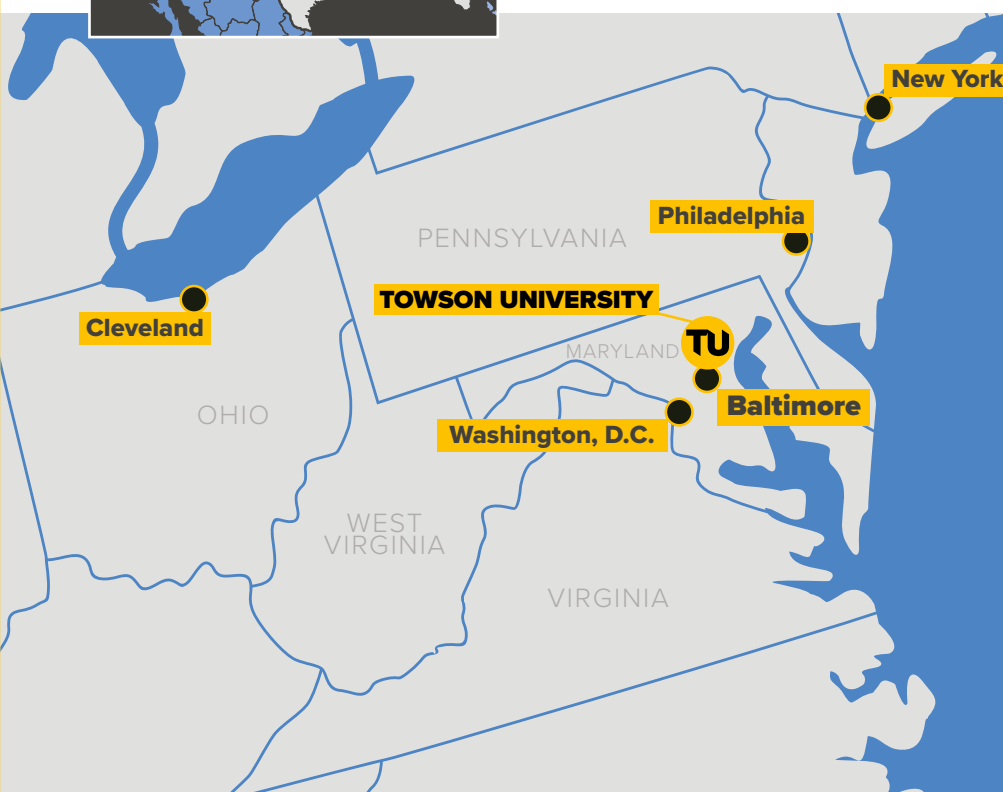 New York
Philadelphia
PENNSYLVANIA
TOWSON UNIVERSITY
Cleveland
TU
MARYLAND
Baltimore
OHIO
Washington, D.C.
WEST
VIRGINIA
VIRGINIA